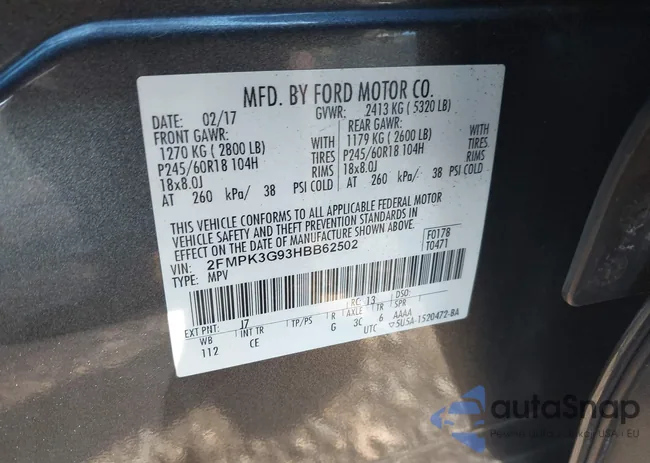 MFD. BY FORD MOTOR CO.
DATE: 02/17 GVWR: 2413 KG ( 5320 LB)
FRONT GAWR: REAR GAWR:
1270 KG ( 2800 LB) WITH 1179 KG ( 2600 LB) WITH
P245/60R18 104H TIRES P245/60R18 104H TIRES
18x8.0J RIMS 18x8.0J RIMS
AT 260 kPa/ 38 PSI COLD AT 260 kPa/ 38 PSI COLD
THIS VEHICLE CONFORMS TO ALL APPLICABLE FEDERAL MOTOR
VEHICLE SAFETY AND THEFT PREVENTION STANDARDS IN
EFFECT ON THE DATE OF MANUFACTURE SHOWN ABOVE. F0178
VIN: 2FMPK3G93HBB62502 T0471
TYPE: MPV
EXT PNT: J7 RC: 13 DSO:
WB INT TR TP/PS R AXLE TR SPR
112 CE G 3C 6 AAAA
UTC 5U5A-1520472-BA
autoSnap